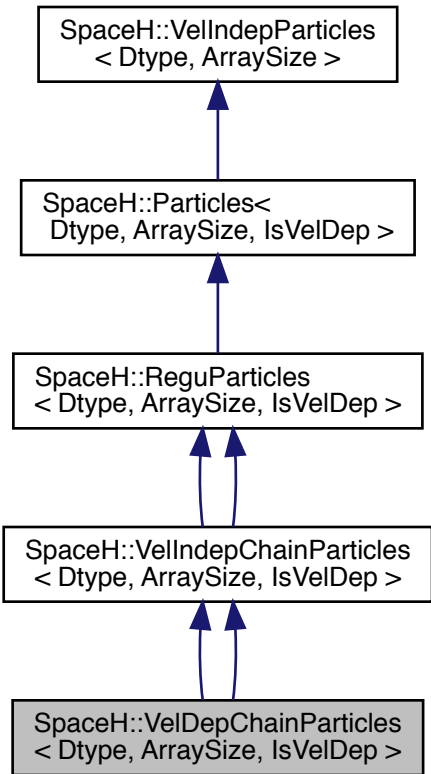 SpaceH::VelIndepParticles
< Dtype, ArraySize >
SpaceH::Particles<
Dtype, ArraySize, IsVelDep >
SpaceH::ReguParticles
< Dtype, ArraySize, IsVelDep >
SpaceH::VelIndepChainParticles
< Dtype, ArraySize, IsVelDep >
SpaceH::VelDepChainParticles
< Dtype, ArraySize, IsVelDep >